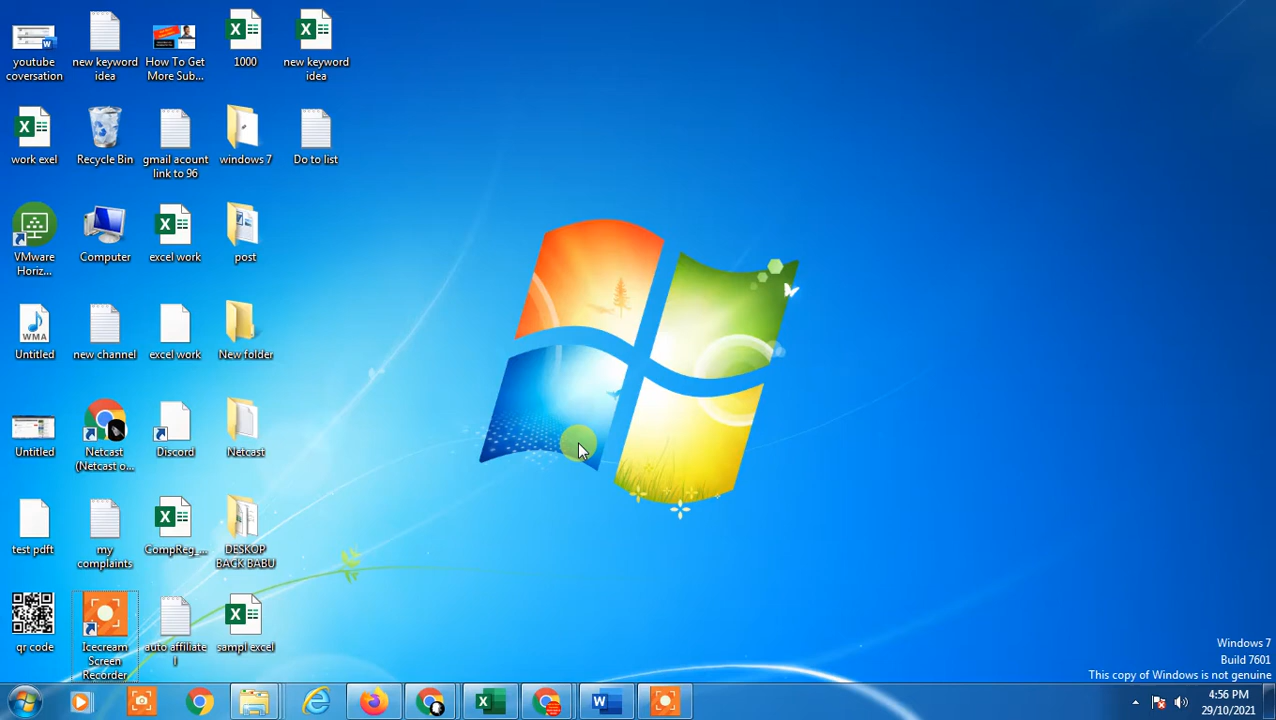 youtube
coversation
new keyword
idea
How To Get
More Sub...
1000
new keyword
idea
work exel
Recycle Bin
gmail acount
link to 96
windows 7
Do to list
VMware
Horiz...
Computer
excel work
post
WMA
Untitled
new channel
excel work
New folder
Untitled
Netcast
(Netcast o...
Discord
Netcast
test pdft
my
complaints
CompReg_...
DESKOP
BACK BABU
qr code
Icecream
Screen
Recorder
auto affiliate
l
sampl excel
Windows 7
Build 7601
This copy of Windows is not genuine
4:56 PM
29/10/2021